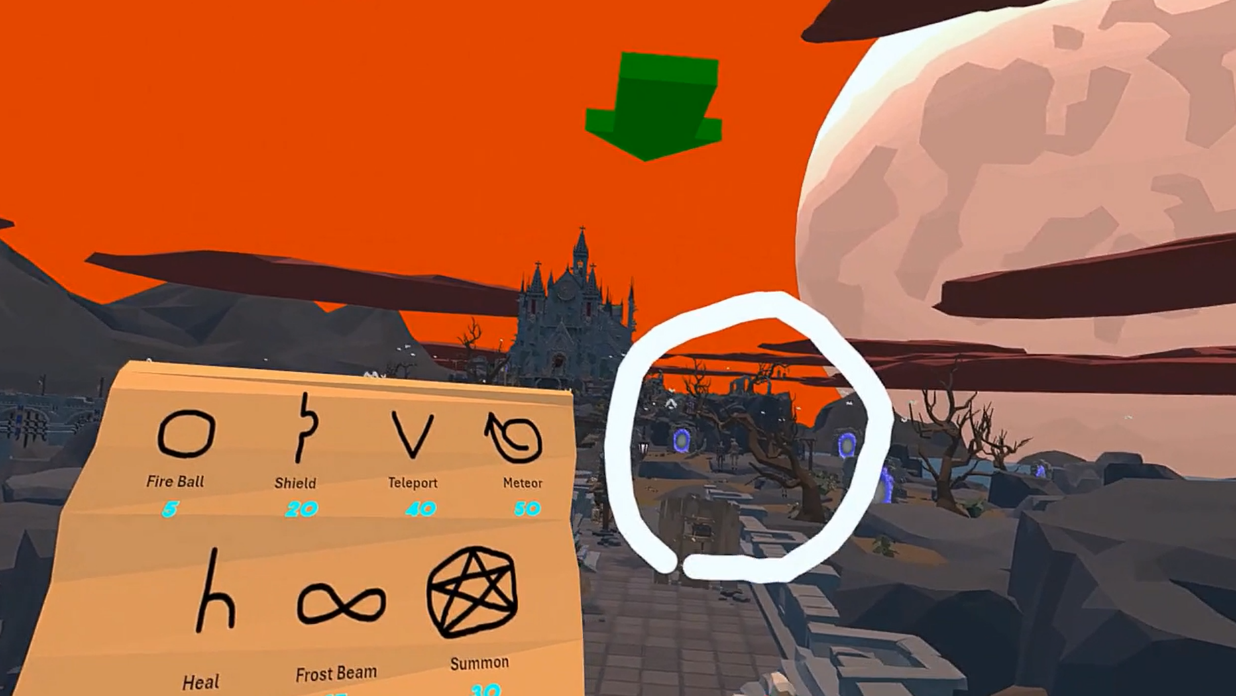 Fire Ball Shield Teleport Meteor
5 20 40 50
Heal Frost Beam Summon
30